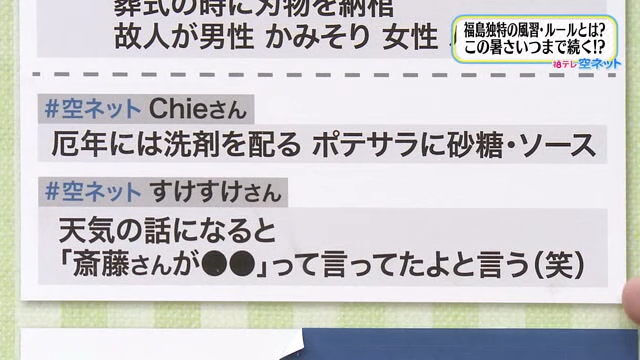 葬式の時に刃物を納棺
故人が男性 かみそり 女性
福島独特の風習・ルールとは?
この暑さいつまで続く!?
福テレ空ネット
#空ネット Chieさん
厄年には洗剤を配る ポテサラに砂糖・ソース
#空ネット すけすけさん
天気の話になると
「斎藤さんが●●」って言ってたよと言う(笑)